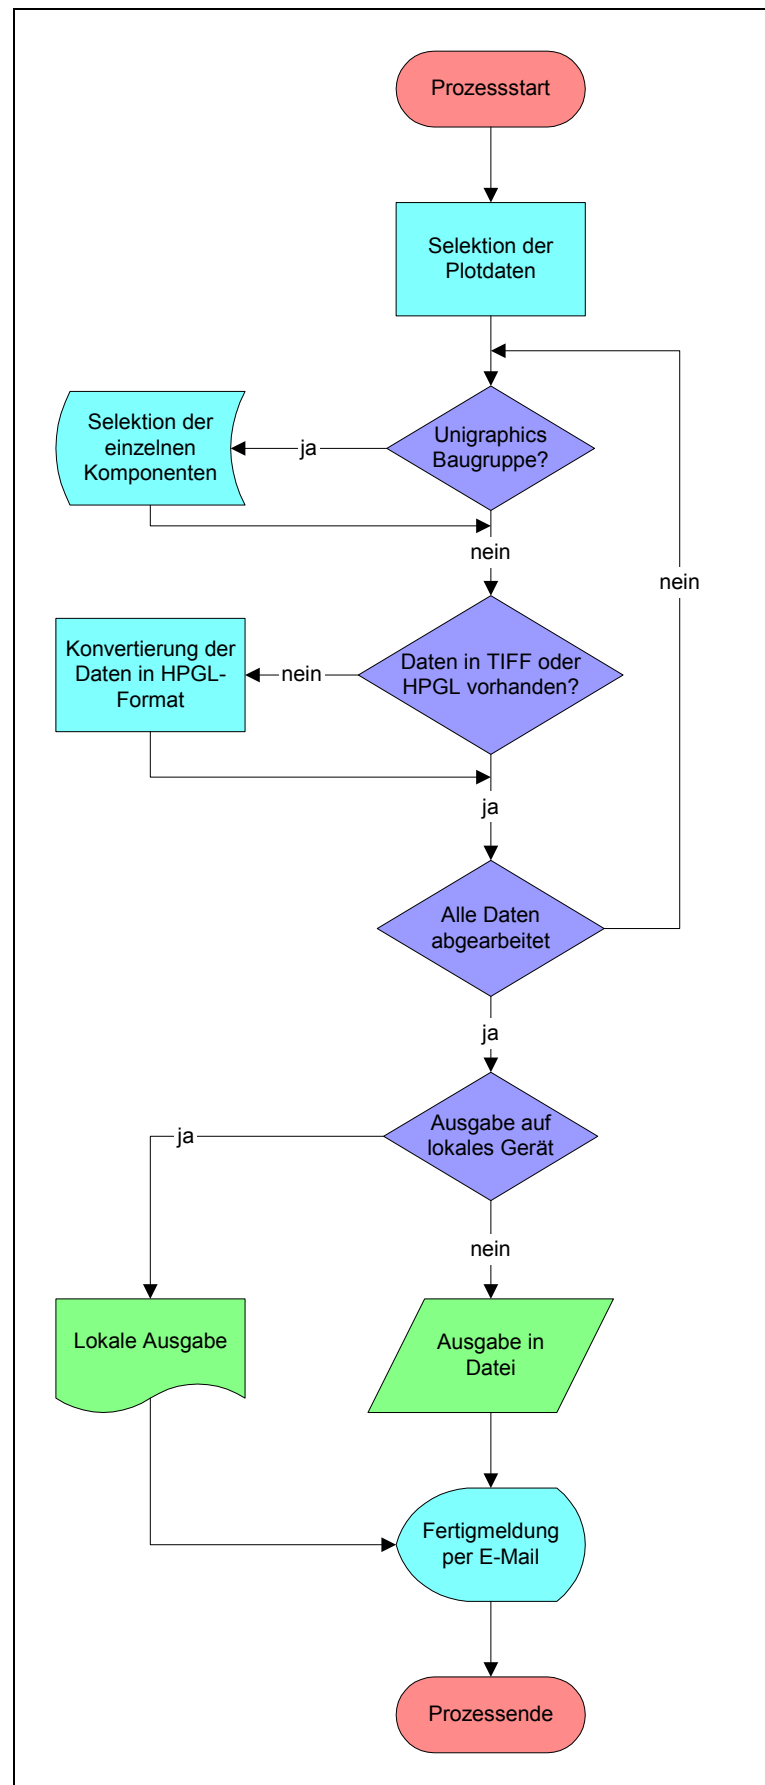 Prozessstart
Selektion der
Plotdaten
Selektion der
einzelnen
Komponenten
ja
Unigraphics
Baugruppe?
nein
nein
Konvertierung der
Daten in HPGL-
Format
nein
Daten in TIFF oder
HPGL vorhanden?
ja
Alle Daten
abgearbeitet
ja
Ausgabe auf
lokales Gerät
ja
nein
Lokale Ausgabe
Ausgabe in
Datei
Fertigmeldung
per E-Mail
Prozessende